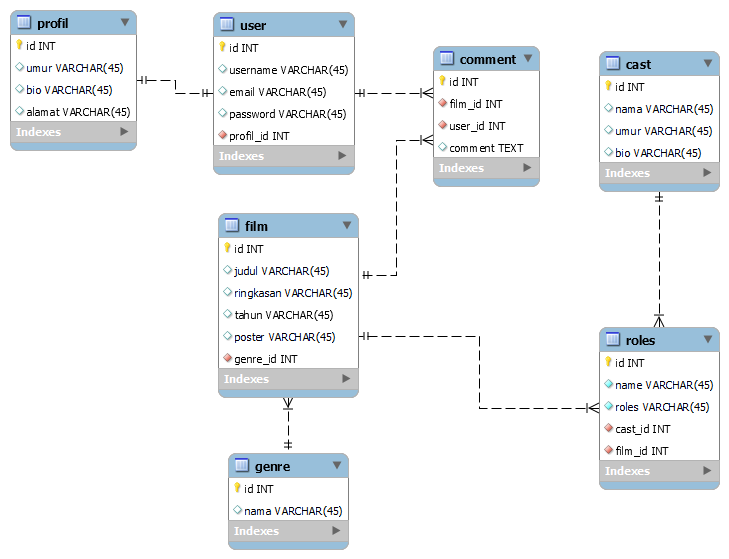 profil
id INT
umur VARCHAR(45)
bio VARCHAR(45)
alamat VARCHAR(45)
Indexes
user
id INT
username VARCHAR(45)
email VARCHAR(45)
password VARCHAR(45)
profil_id INT
Indexes
comment
id INT
film_id INT
user_id INT
comment TEXT
Indexes
cast
id INT
nama VARCHAR(45)
umur VARCHAR(45)
bio VARCHAR(45)
Indexes
film
id INT
judul VARCHAR(45)
ringkasan VARCHAR(45)
tahun VARCHAR(45)
poster VARCHAR(45)
genre_id INT
Indexes
roles
id INT
name VARCHAR(45)
roles VARCHAR(45)
cast_id INT
film_id INT
Indexes
genre
id INT
nama VARCHAR(45)
Indexes